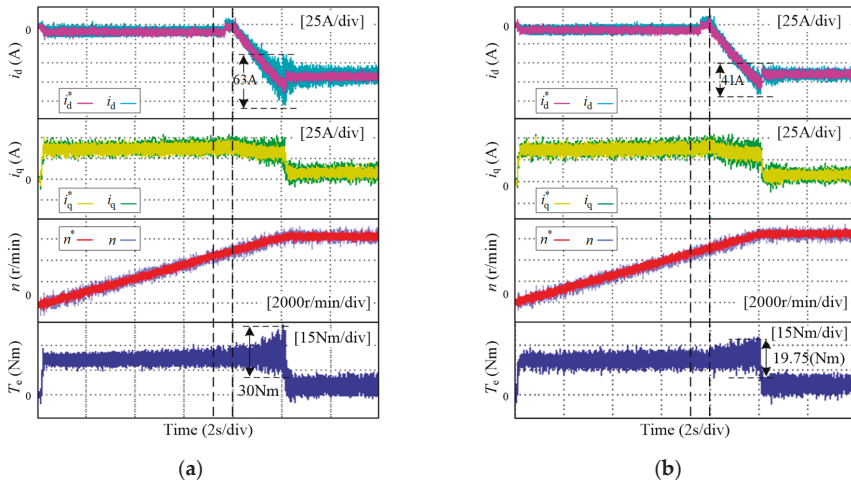 0
i_d (A)
[25A/div]
63A
i_d^* i_d
[25A/div]
i_q (A)
0
i_q^* i_q
n^* n
n (r/min)
0
[2000r/min/div]
[15Nm/div]
T_e (Nm)
0
30Nm
Time (2s/div)
(a)
0
i_d (A)
[25A/div]
41A
i_d^* i_d
[25A/div]
i_q (A)
0
i_q^* i_q
n^* n
n (r/min)
0
[2000r/min/div]
[15Nm/div]
T_e (Nm)
0
19.75(Nm)
Time (2s/div)
(b)